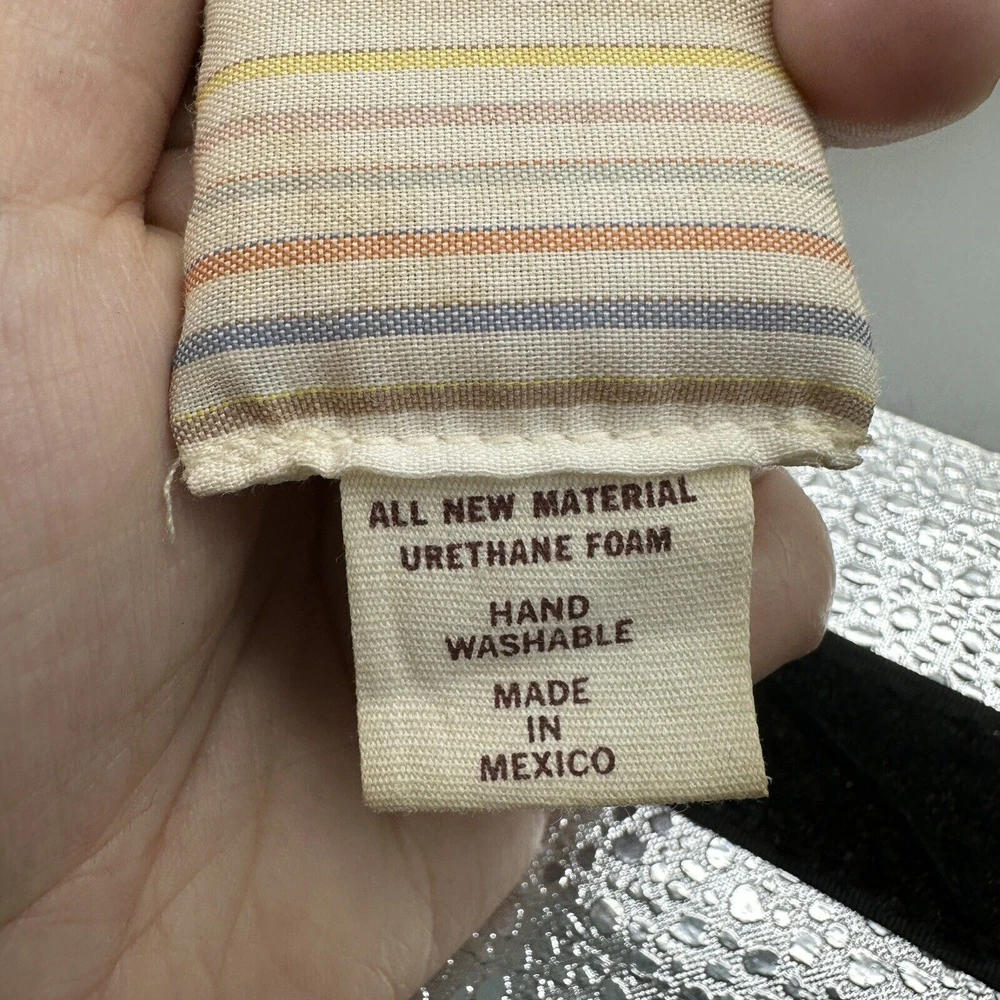 ALL NEW MATERIAL
URETHANE FOAM
HAND
WASHABLE
MADE
IN
MEXICO